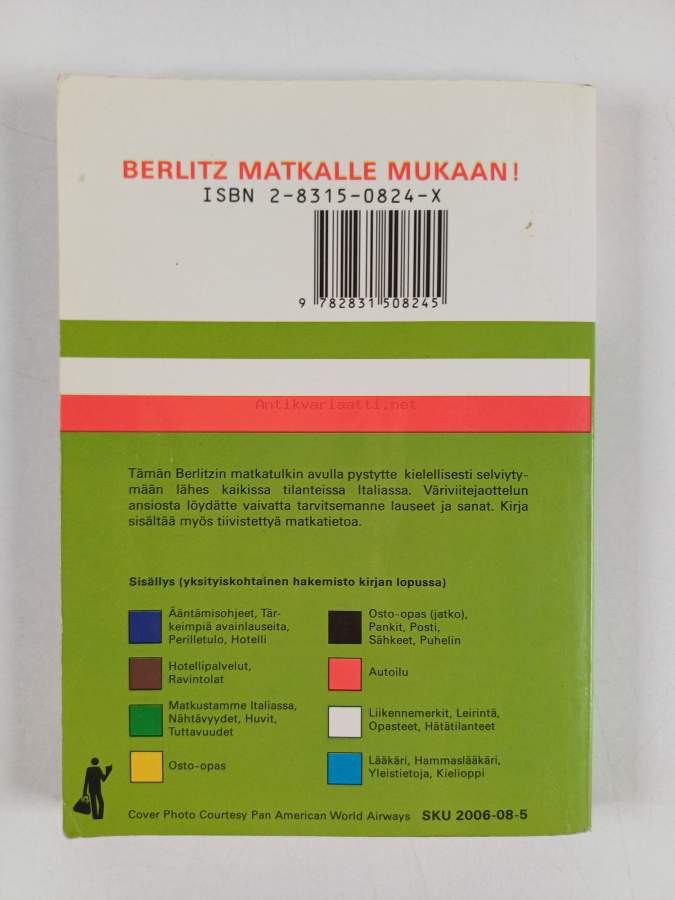 BERLITZ MATKALLE MUKAAN!
ISBN 2-8315-0824-X
9 782831 508245
Antikvariaatti.net
Tämän Berlitzin matkatulkin avulla pystytte kielellisesti selviyty-
mään lähes kaikissa tilanteissa Italiassa. Väriviitejaottelun
ansiosta löydätte vaivatta tarvitsemanne lauseet ja sanat. Kirja
sisältää myös tiivistettyä matkatietoa.
Sisällys (yksityiskohtainen hakemisto kirjan lopussa)
Ääntämisohjeet, Tär-
keimpiä avainlauseita,
Perilletulo, Hotelli
Hotellipalvelut,
Ravintolat
Matkustamme Italiassa,
Nähtävyydet, Huvit,
Tuttavuudet
Osto-opas
Osto-opas (jatko),
Pankit, Posti,
Sähkeet, Puhelin
Autoilu
Liikennemerkit, Leirintä,
Opasteet, Hätätilanteet
Lääkäri, Hammaslääkäri,
Yleistietoja, Kielioppi
Cover Photo Courtesy Pan American World Airways SKU 2006-08-5